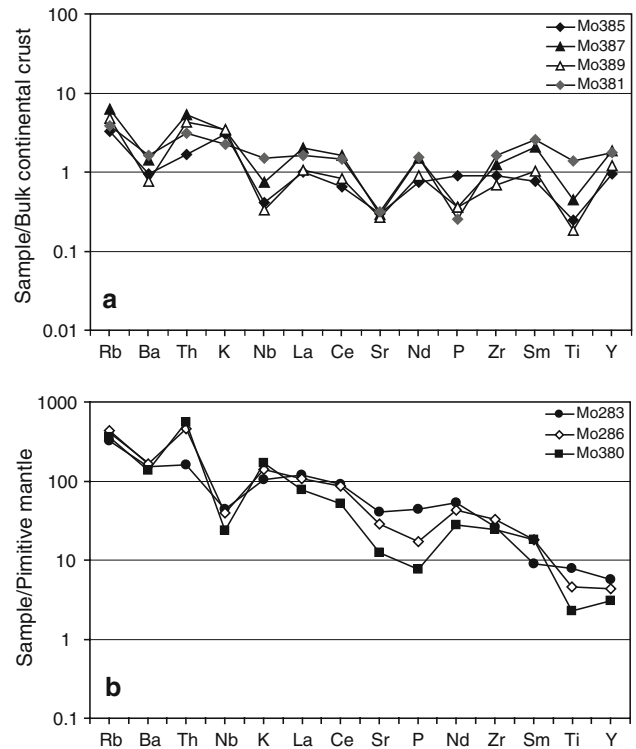 100
10
1
0.1
0.01
Sample/Bulk continental crust
Mo385
Mo387
Mo389
Mo381
a
Rb Ba Th K Nb La Ce Sr Nd P Zr Sm Ti Y
1000
100
10
1
0.1
Sample/Pimitive mantle
Mo283
Mo286
Mo380
b
Rb Ba Th Nb K La Ce Sr P Nd Zr Sm Ti Y